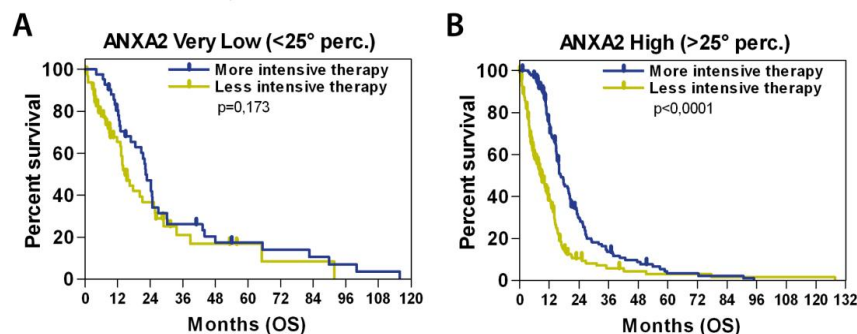 A
ANXA2 Very Low (<25° perc.)
More intensive therapy
Less intensive therapy
p=0,173
Percent survival
100
80
60
40
20
0
0 12 24 36 48 60 72 84 96 108 120
Months (OS)
B
ANXA2 High (>25° perc.)
More intensive therapy
Less intensive therapy
p<0,0001
Percent survival
100
80
60
40
20
0
0 12 24 36 48 60 72 84 96 108 120 132
Months (OS)